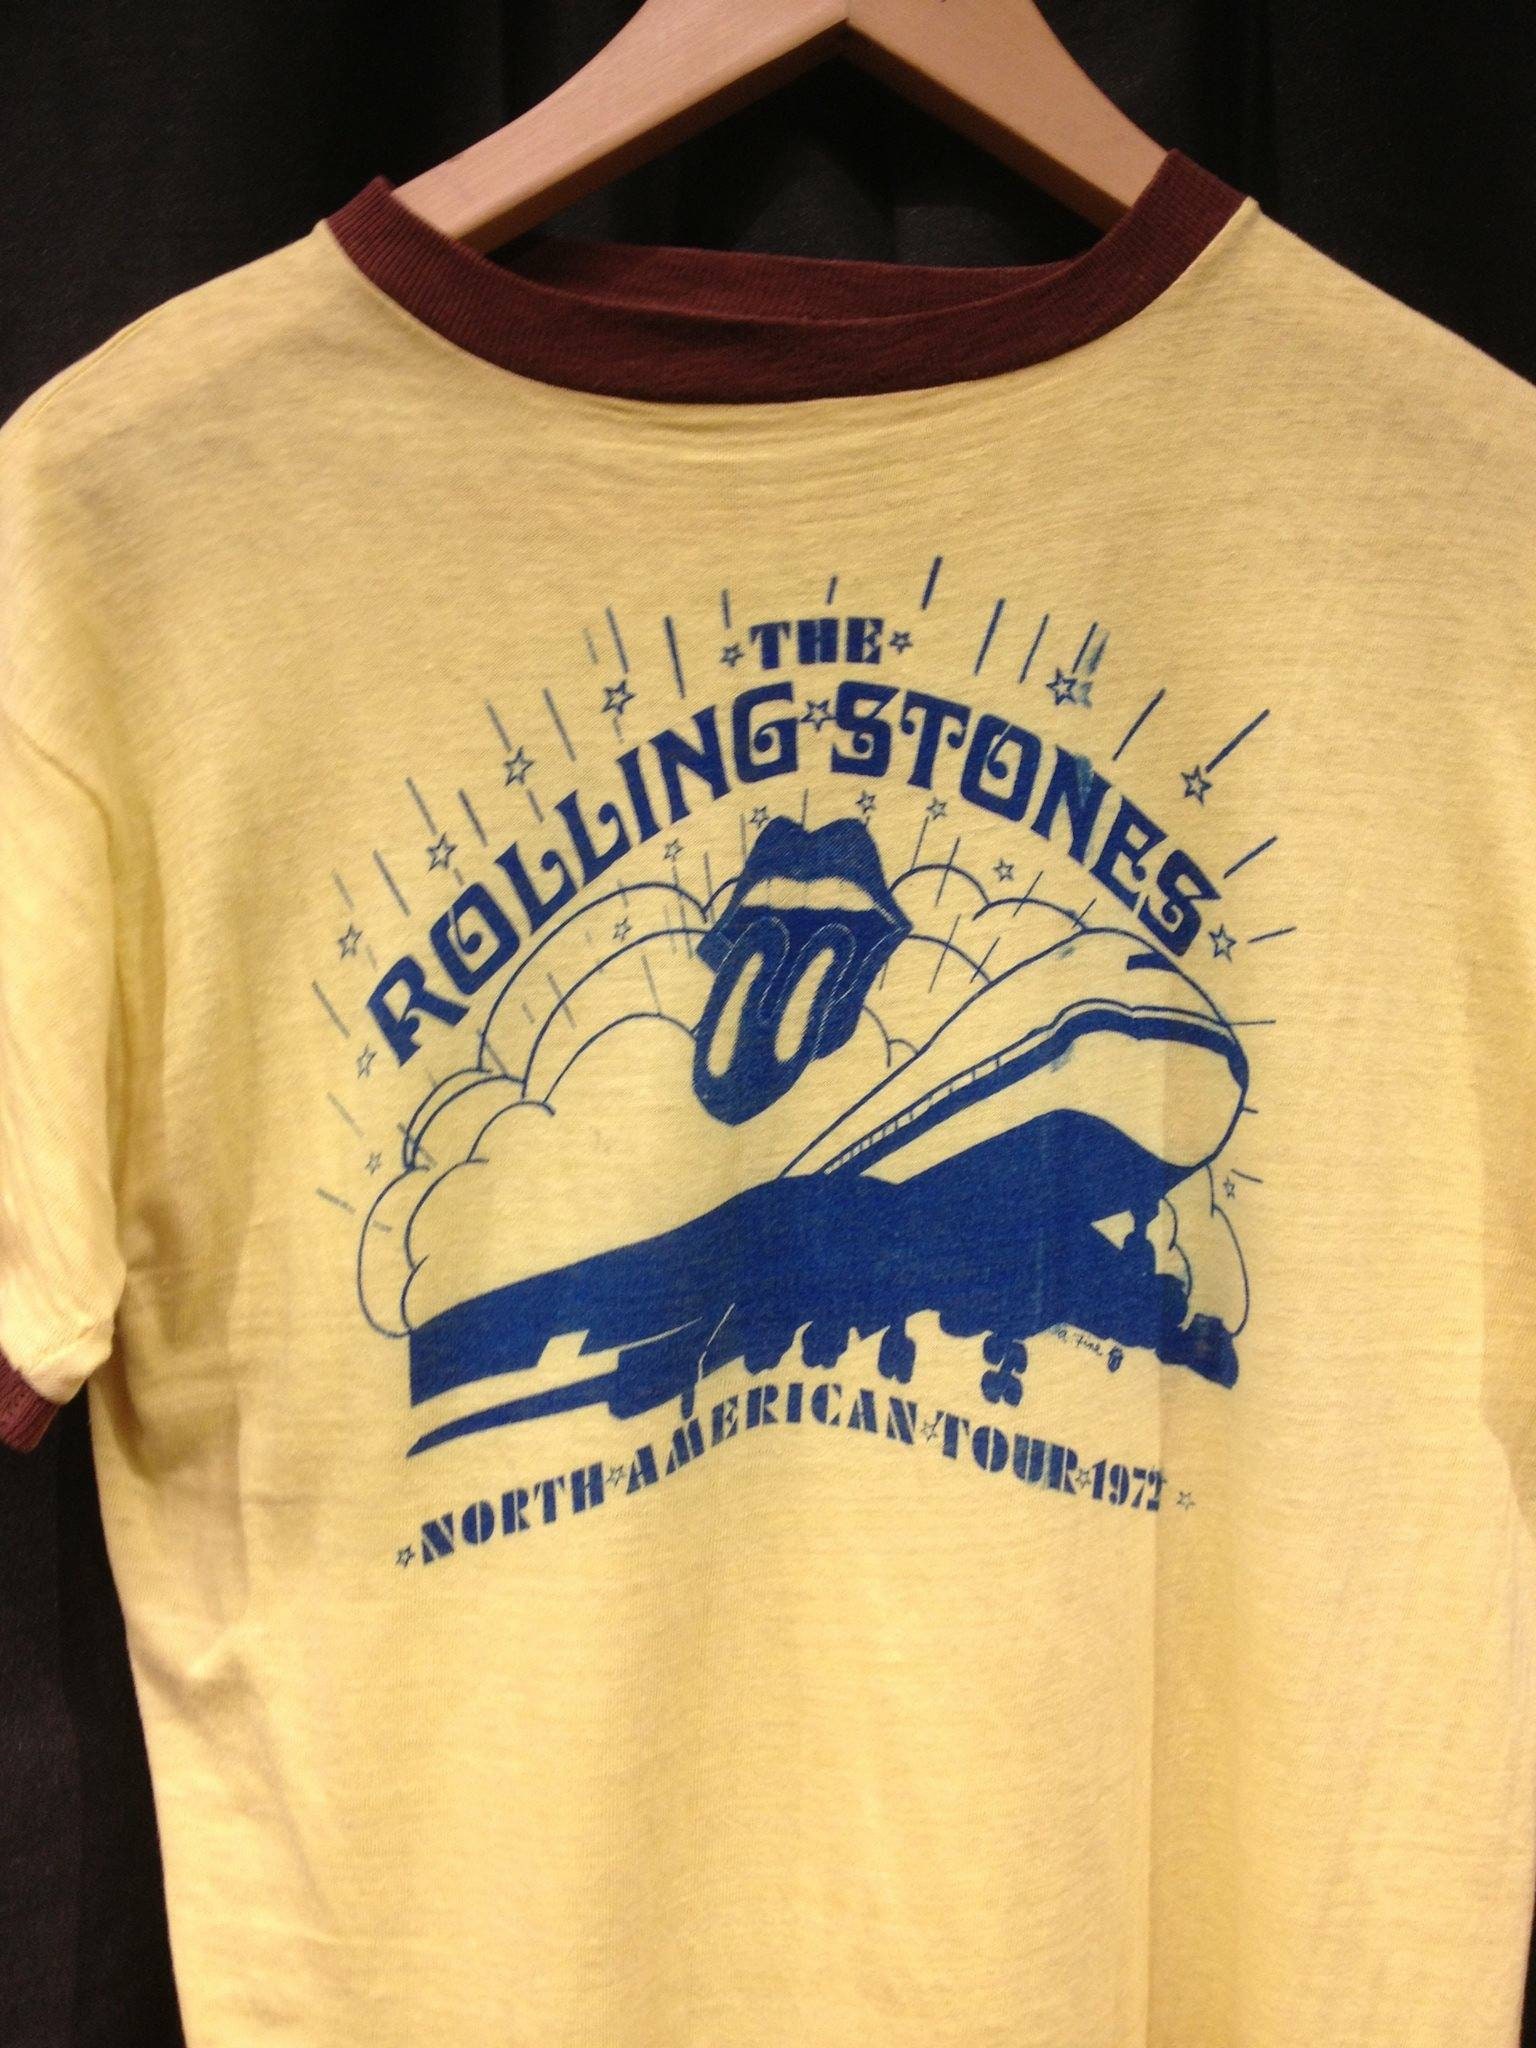 THE
ROLLING STONES
NORTH AMERICAN TOUR 1972